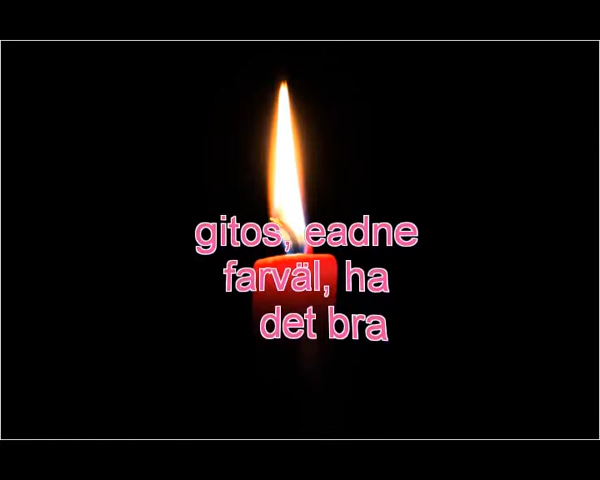 gitos, eadne
farväl, ha
det bra